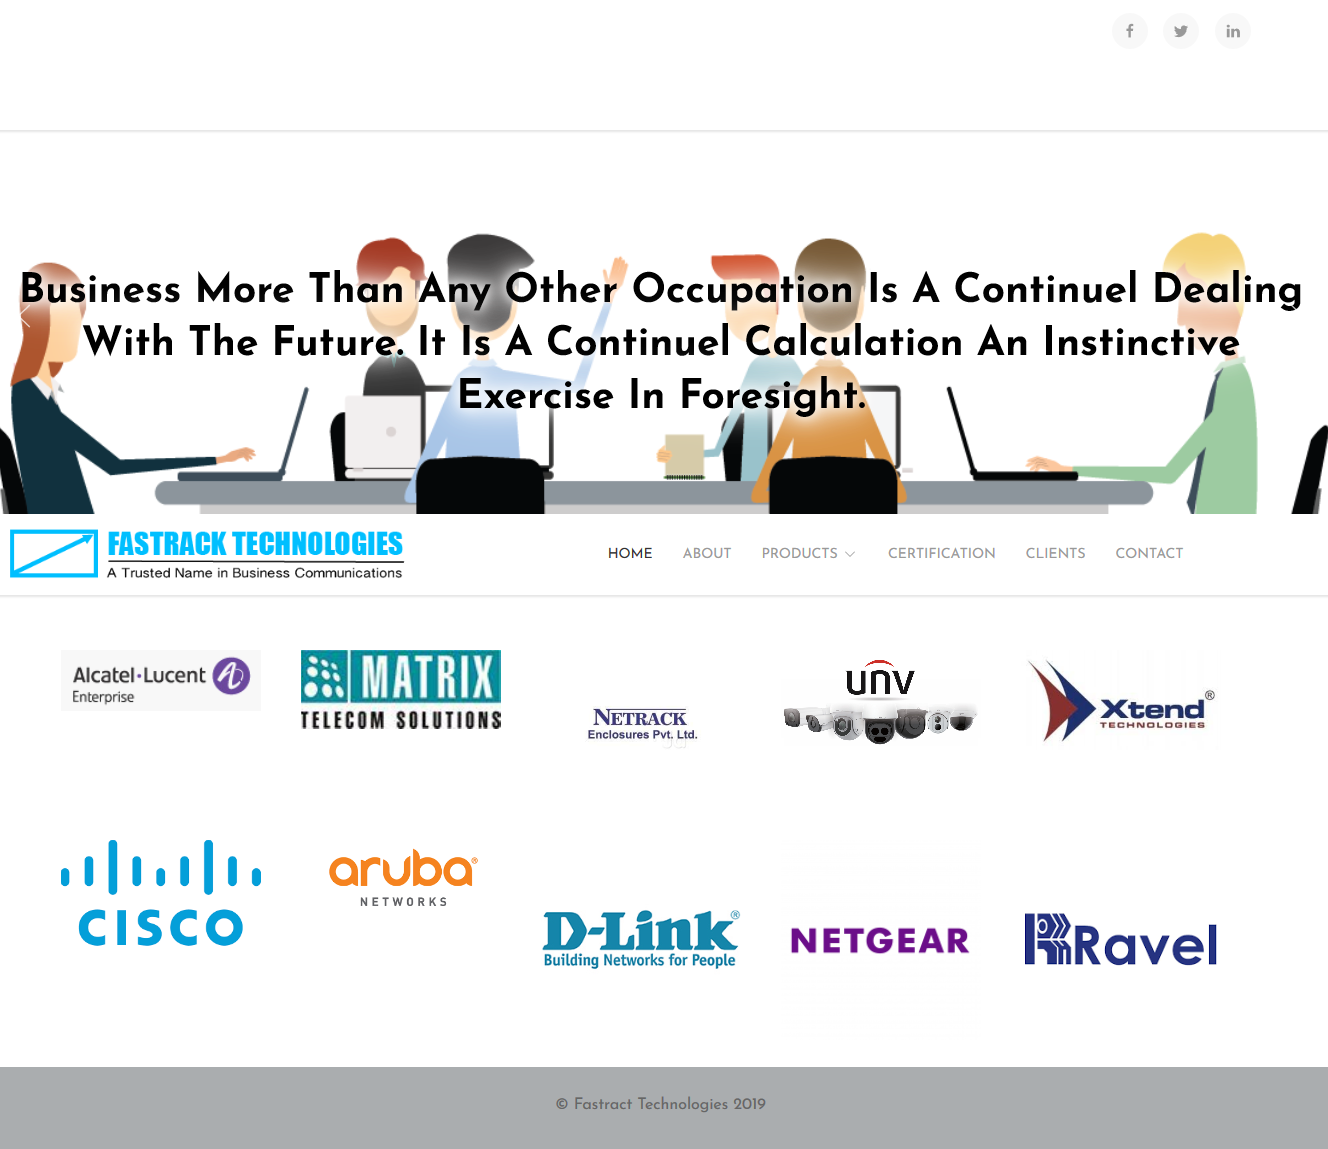 Business More Than Any Other Occupation Is A Continuel Dealing
With The Future. It Is A Continuel Calculation An Instinctive
Exercise In Foresight.
FASTRACK TECHNOLOGIES
A Trusted Name in Business Communications
HOME ABOUT PRODUCTS CERTIFICATION CLIENTS CONTACT
Alcatel·Lucent
Enterprise
MATRIX
TELECOM SOLUTIONS
NETRACK
Enclosures Pvt. Ltd.
unv
Xtend®
TECHNOLOGIES
CISCO
aruba®
NETWORKS
D-Link®
Building Networks for People
NETGEAR
Ravel
© Fastract Technologies 2019